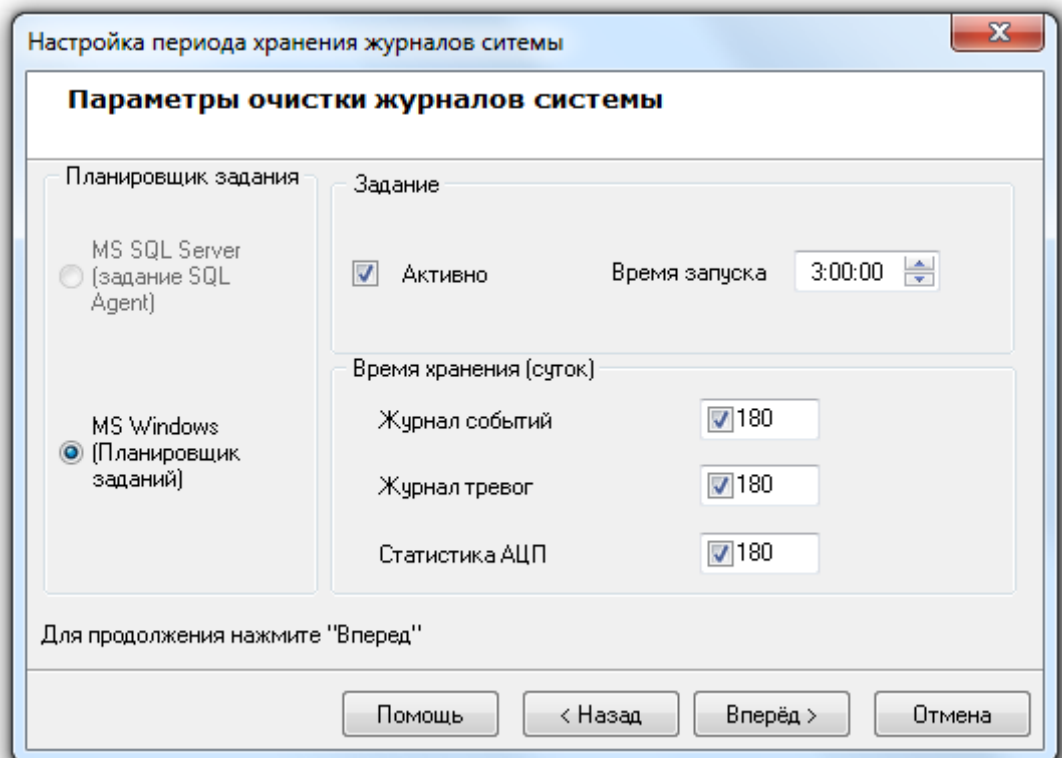 Настройка периода хранения журналов ситемы
Параметры очистки журналов системы
Планировщик задания
MS SQL Server
(задание SQL
Agent)
MS Windows
(Планировщик
заданий)
Задание
Активно
Время запуска
3:00:00
Время хранения (суток)
Журнал событий
180
Журнал тревог
180
Статистика АЦП
180
Для продолжения нажмите "Вперед"
Помощь
< Назад
Вперёд >
Отмена